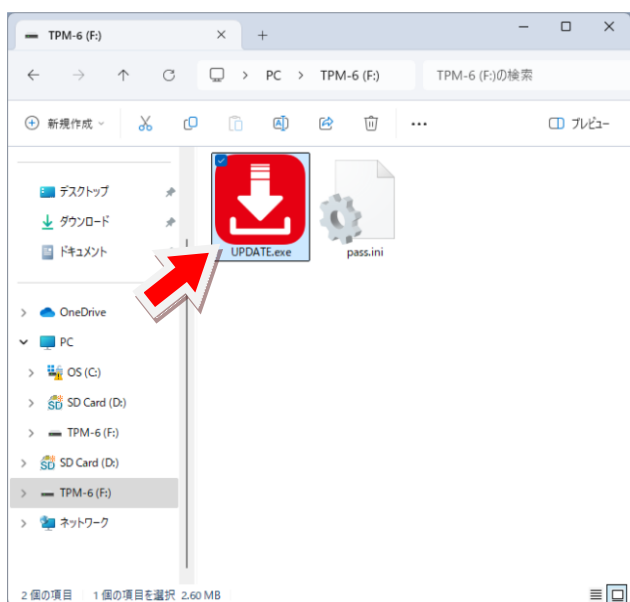 TPM-6 (F:)
PC > TPM-6 (F:)
TPM-6 (F:)の検索
新規作成
プレビュー
デスクトップ
ダウンロード
ドキュメント
OneDrive
PC
OS (C:)
SD Card (D:)
TPM-6 (F:)
SD Card (D:)
TPM-6 (F:)
ネットワーク
UPDATE.exe
pass.ini
2 個の項目 1 個の項目を選択 2.60 MB